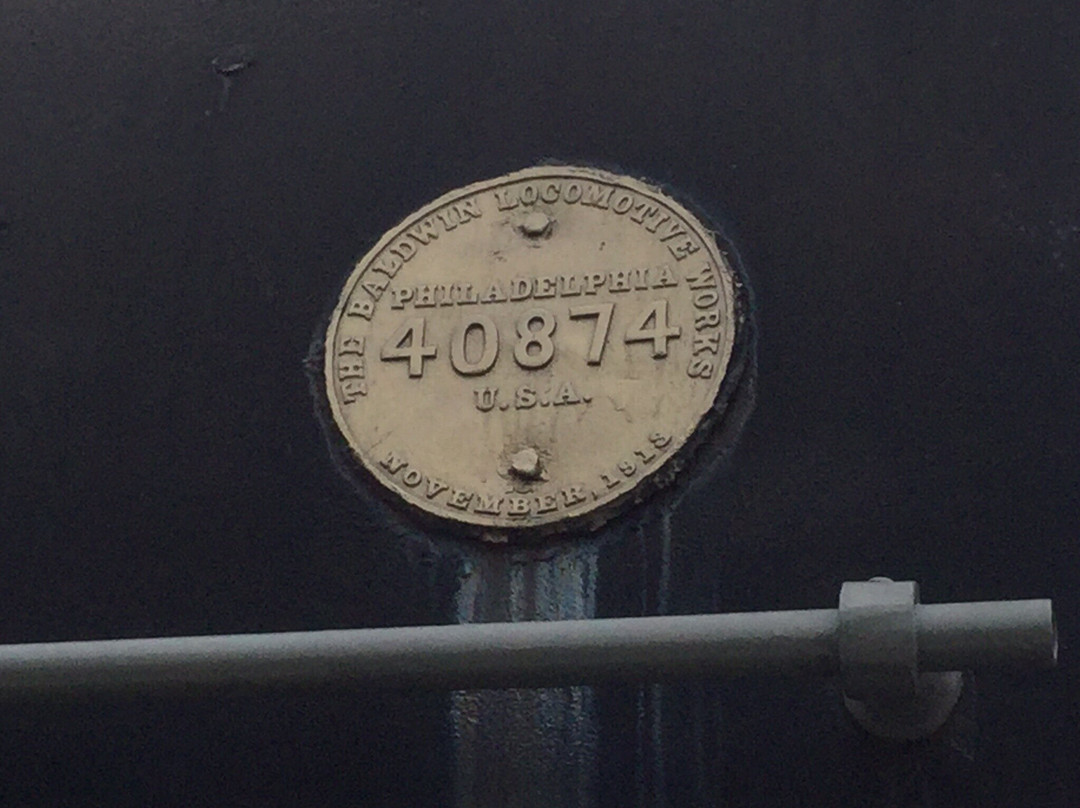 THE BALDWIN LOCOMOTIVE WORKS
PHILADELPHIA
40874
U.S.A.
NOVEMBER, 1913